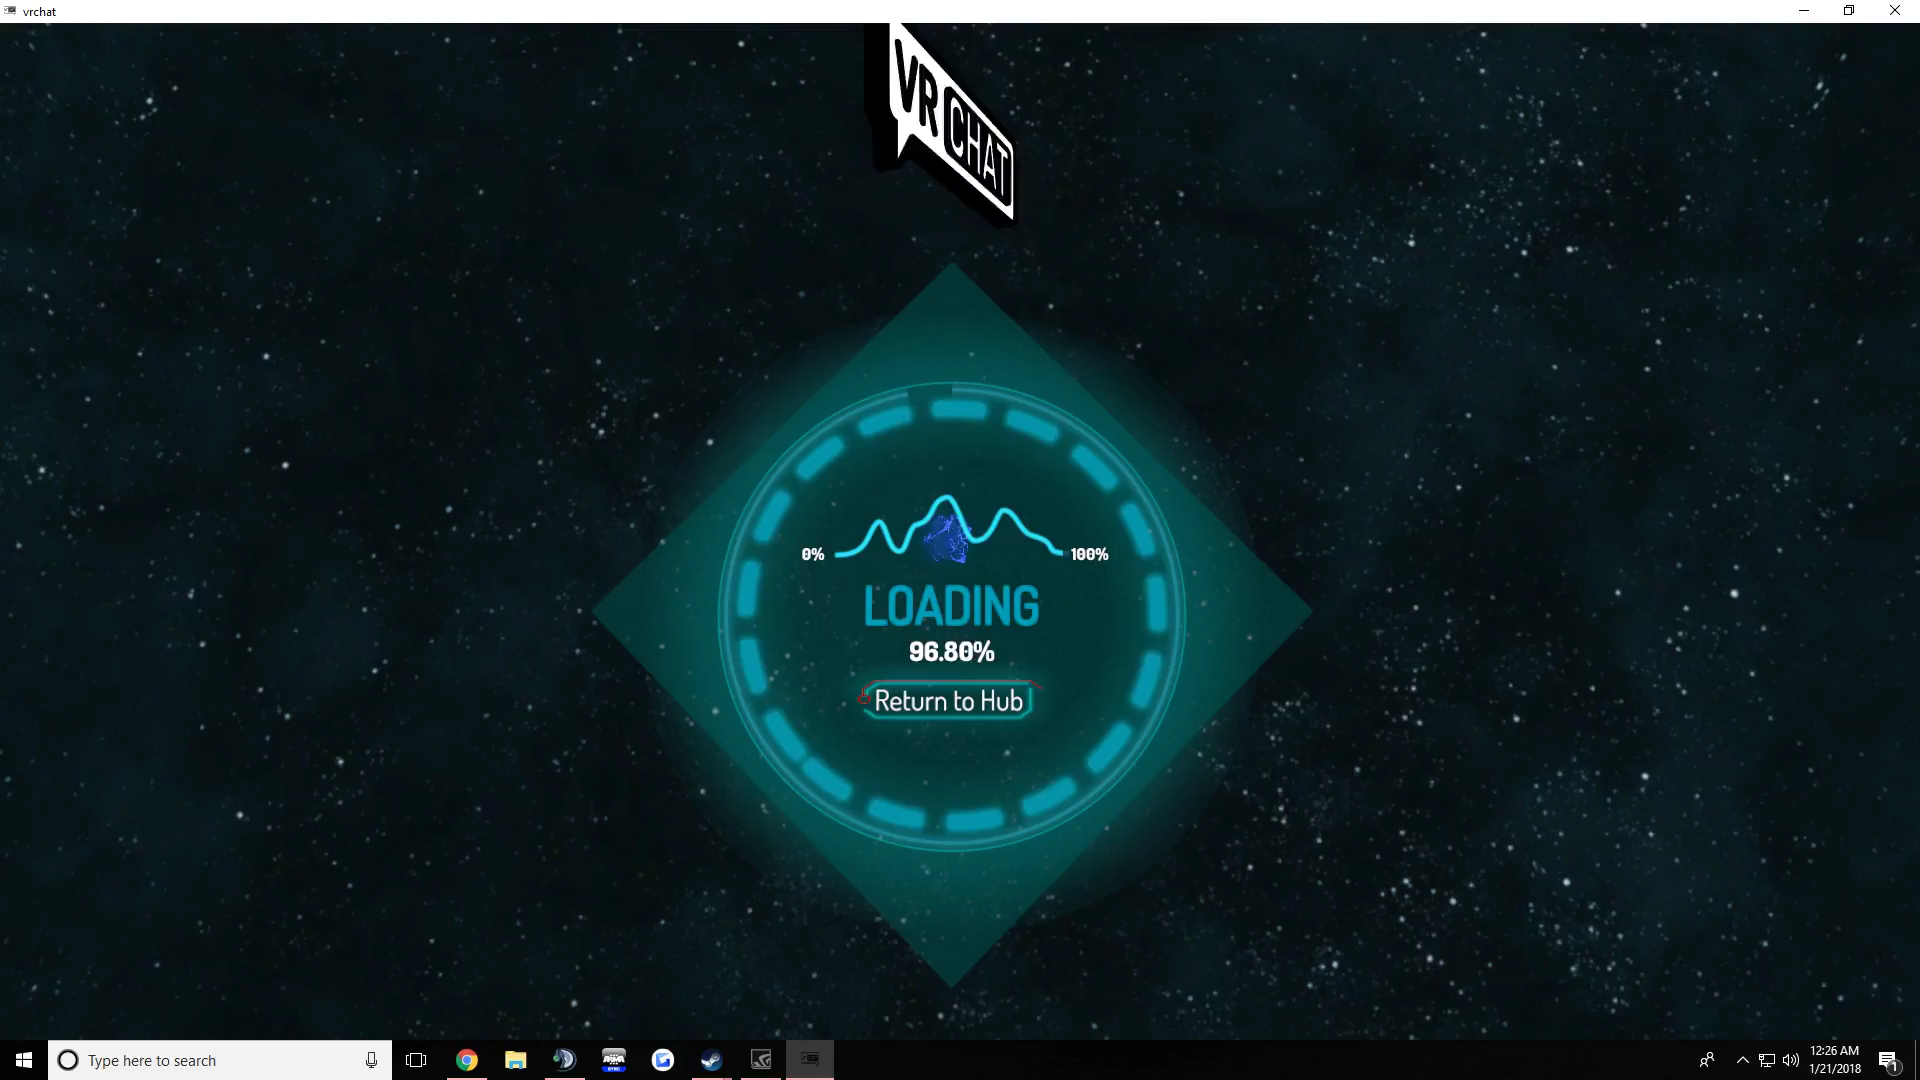 vrchat
VR CHAT
0%
100%
LOADING
96.80%
Return to Hub
Type here to search
12:26 AM
1/21/2018
1